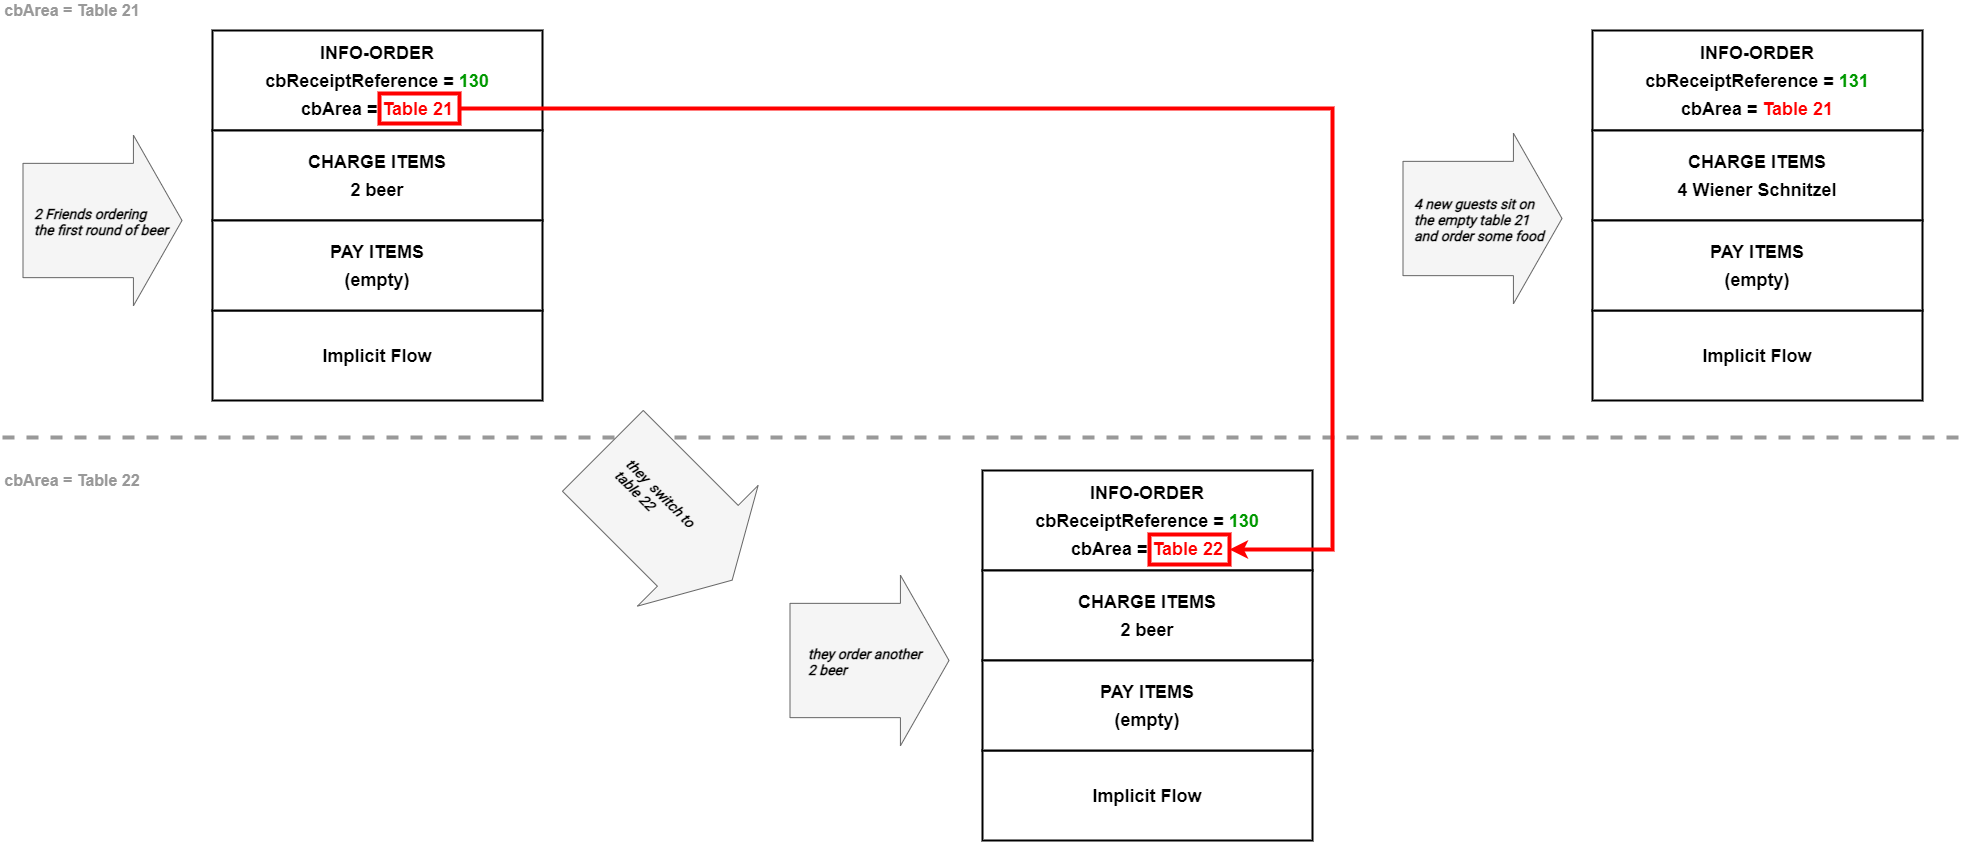 cbArea = Table 21
2 Friends ordering
the first round of beer
INFO-ORDER
cbReceiptReference = 130
cbArea = Table 21
CHARGE ITEMS
2 beer
PAY ITEMS
(empty)
Implicit Flow
4 new guests sit on
the empty table 21
and order some food
INFO-ORDER
cbReceiptReference = 131
cbArea = Table 21
CHARGE ITEMS
4 Wiener Schnitzel
PAY ITEMS
(empty)
Implicit Flow
cbArea = Table 22
they switch to
table 22
they order another
2 beer
INFO-ORDER
cbReceiptReference = 130
cbArea = Table 22
CHARGE ITEMS
2 beer
PAY ITEMS
(empty)
Implicit Flow